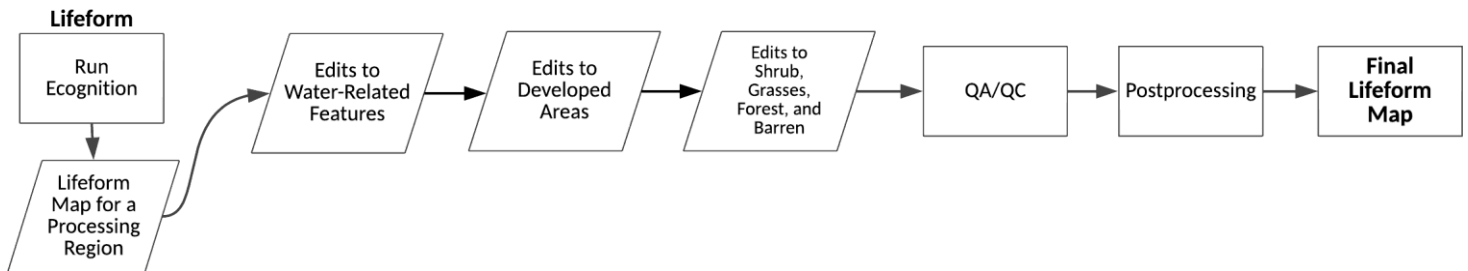 Lifeform
Run
Ecognition
Lifeform
Map for a
Processing
Region
Edits to
Water-Related
Features
Edits to
Developed
Areas
Edits to
Shrub,
Grasses,
Forest, and
Barren
QA/QC
Postprocessing
Final
Lifeform
Map